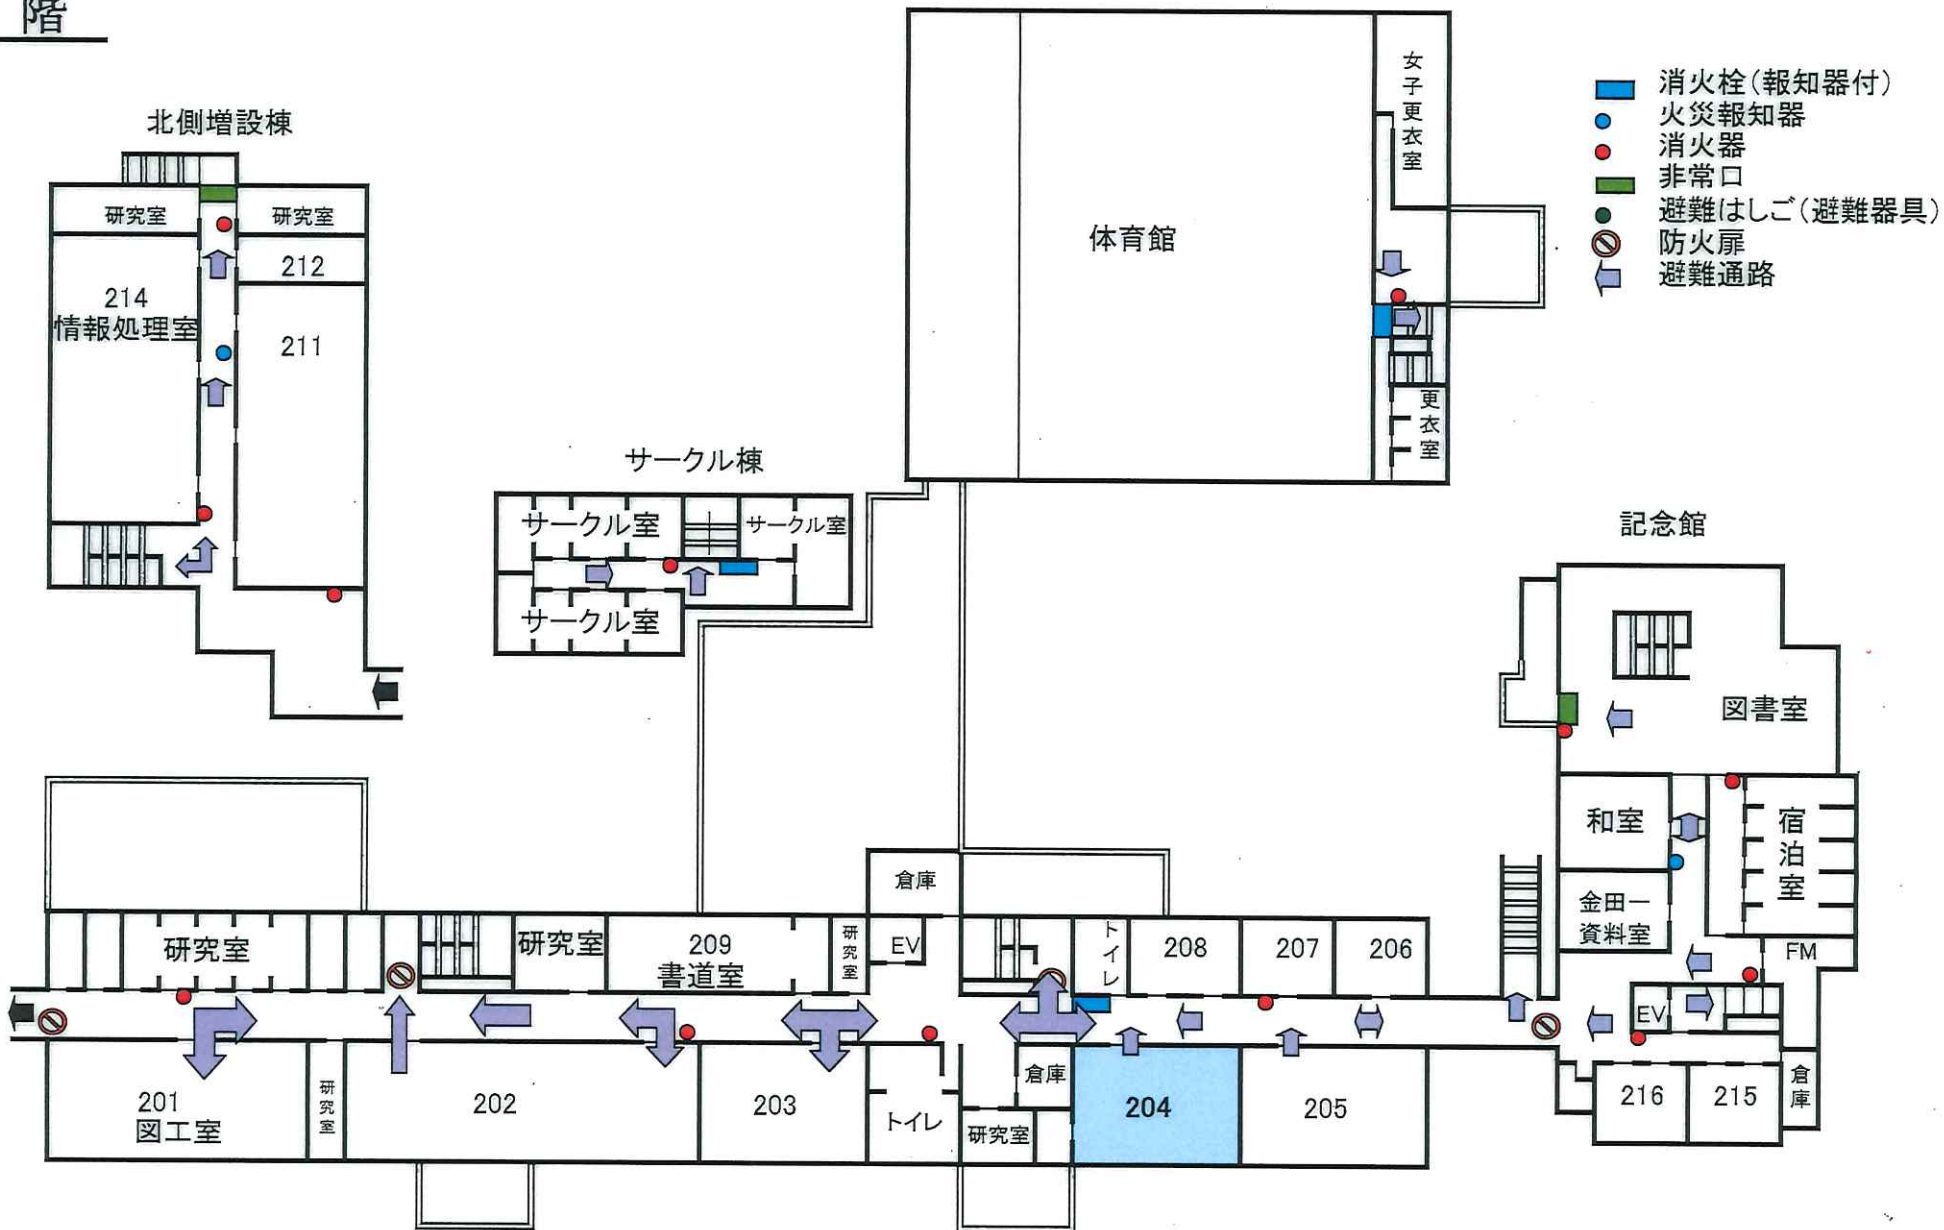 階
北側増設棟
研究室
研究室
212
214
情報処理室
211
サークル棟
サークル室
サークル室
サークル室
体育館
女子更衣室
更衣室
消火栓(報知器付)
火災報知器
消火器
非常口
避難はしご(避難器具)
防火扉
避難通路
記念館
図書室
和室
宿泊室
金田一
資料室
FM
EV
216
215
倉庫
倉庫
研究室
研究室
209
書道室
研究室
EV
トイレ
208
207
206
201
図工室
研究室
202
203
トイレ
倉庫
研究室
204
205